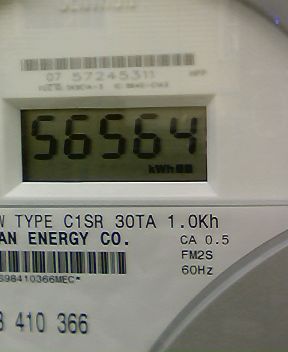 07 57245311
56564
kWh
TYPE C1SR 30TA 1.0Kh
AN ENERGY CO.
CA 0.5
FM2S
60Hz
98410366MEC*
410 366